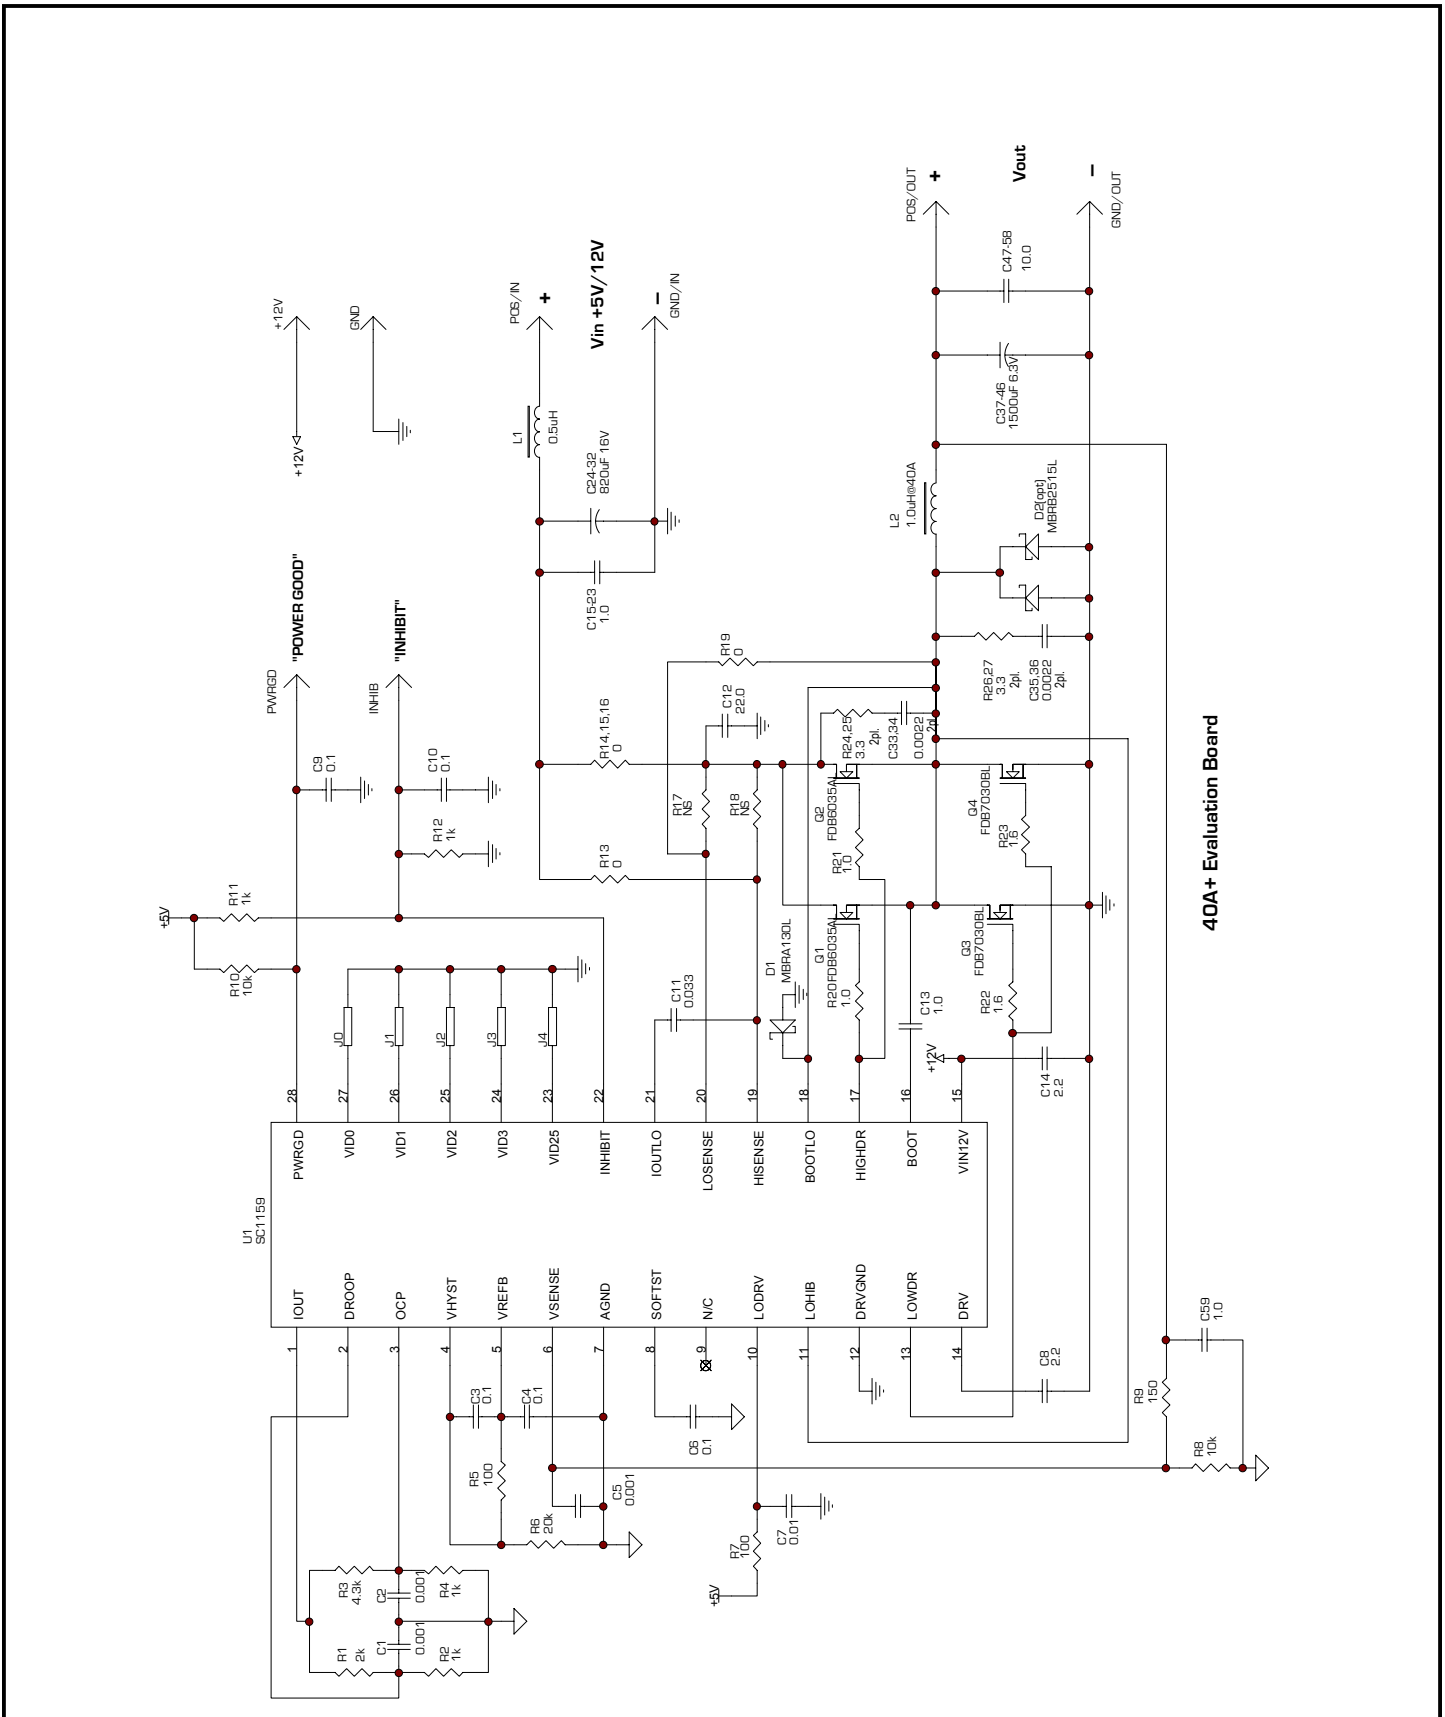 +12V
+12V
GND
"POWER GOOD"
PWRGD
"INHIBIT"
INHIB
POS/IN
+
Vin +5V/12V
−
GND/IN
L1
0.5uH
C24-32
820uF 16V
C15-23
1.0
POS/OUT
+
Vout
−
GND/OUT
C47-58
10.0
C37-46
1500uF 6.3V
L2
1.0uH@40A
D2(opt)
MBRB2515L
R26,27
3.3
2pl.
C35,36
0.0022
2pl.
R19
0
C12
22.0
R14,15,16
0
R24,25
3.3
2pl.
C33,34
0.0022
2pl.
C9
0.1
C10
0.1
R12
1k
R11
1k
+5V
R10
10k
R17
NS
R18
NS
R13
0
Q2
FDB6035A
R21
1.0
Q4
FDB7030BL
R23
1.6
Q1
FDB6035A
R20
1.0
Q3
FDB7030BL
R22
1.6
D1
MBRA130L
C11
0.033
C13
1.0
+12V
C14
2.2
J0
J1
J2
J3
J4
28
27
26
25
24
23
22
21
20
19
18
17
16
15
PWRGD
VID0
VID1
VID2
VID3
VID25
INHIBIT
IOUTLO
LOSENSE
HISENSE
BOOTLO
HIGHDR
BOOT
VIN12V
U1
SC1159
IOUT
DROOP
OCP
VHYST
VREFB
VSENSE
AGND
SOFTST
N/C
LODRV
LOHIB
DRVGND
LOWDR
DRV
1
2
3
4
5
6
7
8
9
10
11
12
13
14
C3
0.1
C4
0.1
R5
100
R6
20k
C5
0.001
C6
0.1
R7
100
C7
0.01
+5V
C8
2.2
R9
150
R8
10k
C59
1.0
R3
4.3k
C2
0.001
R4
1k
R1
2k
C1
0.001
R2
1k
40A+ Evaluation Board